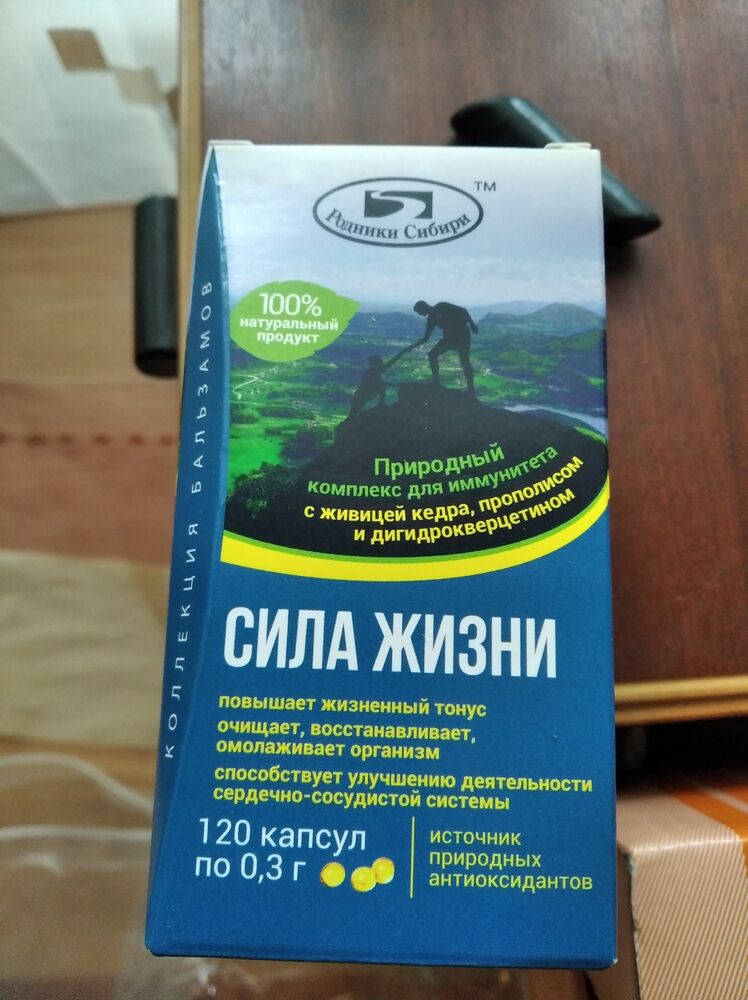 Родники Сибири
TM
100%
натуральный
продукт
Природный
комплекс для иммунитета
с живицей кедра, прополисом
и дигидрокверцетином
КОЛЛЕКЦИЯ БАЛЬЗАМОВ
СИЛА ЖИЗНИ
повышает жизненный тонус
очищает, восстанавливает,
омолаживает организм
способствует улучшению деятельности
сердечно-сосудистой системы
120 капсул
по 0,3 г
источник
природных
антиоксидантов